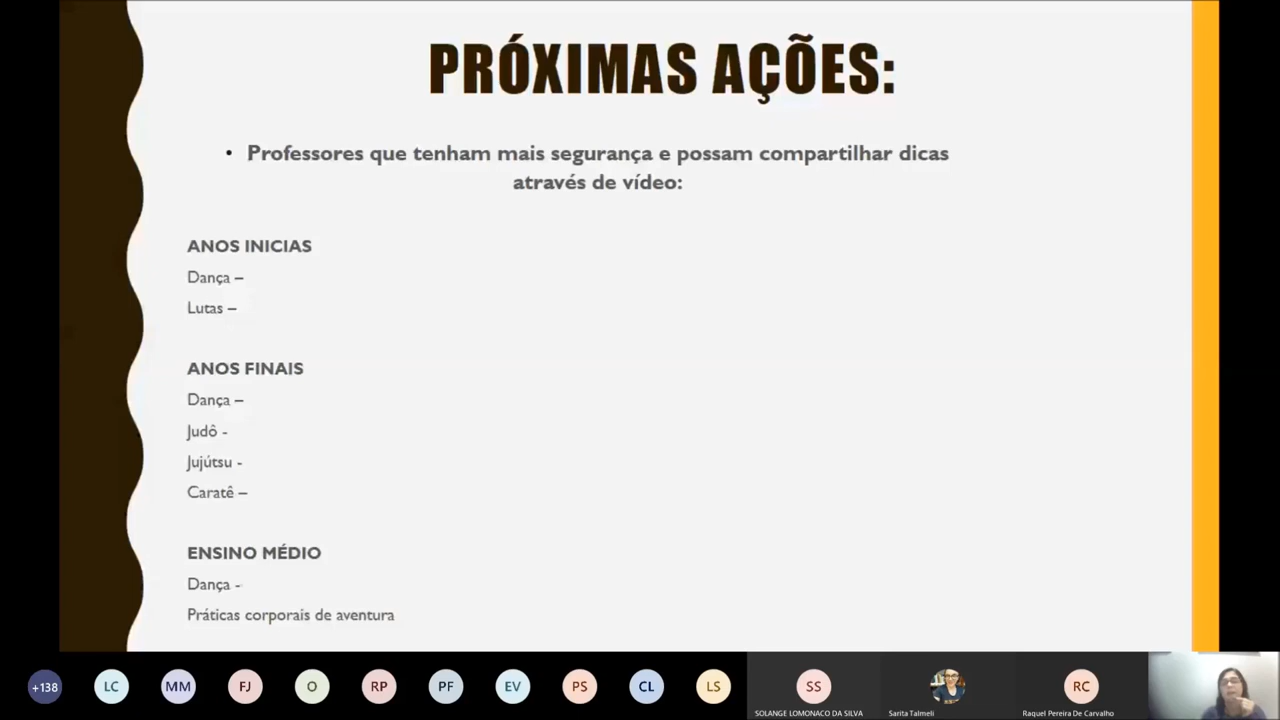 PRÓXIMAS AÇÕES:
• Professores que tenham mais segurança e possam compartilhar dicas
através de vídeo:
ANOS INICIAS
Dança –
Lutas –
ANOS FINAIS
Dança –
Judô -
Jujútsu -
Caratê –
ENSINO MÉDIO
Dança -
Práticas corporais de aventura
+138
LC
MM
FJ
O
RP
PF
EV
PS
CL
LS
SS
RC
SOLANGE LOMONACO DA SILVA
Sarita Talmeli
Raquel Pereira De Carvalho